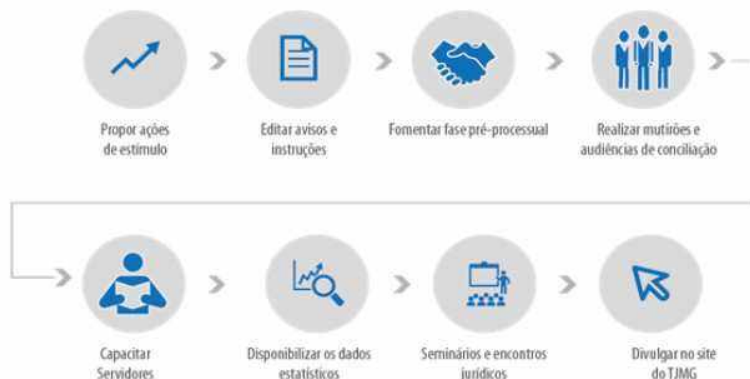 Propor ações
de estímulo
Editar avisos e
instruções
Fomentar fase pré-processual
Realizar mutirões e
audiências de conciliação
Capacitar
Servidores
Disponibilizar os dados
estatísticos
Seminários e encontros
jurídicos
Divulgar no site
do TJMG